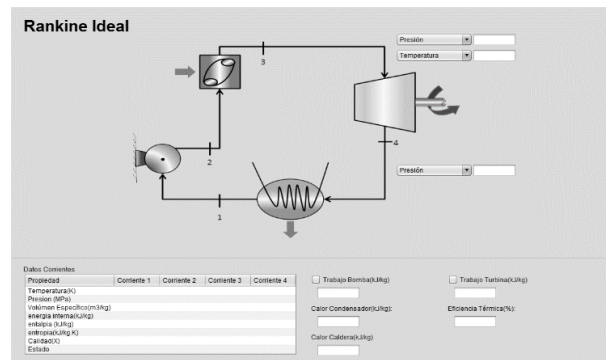 Rankine Ideal
Presión
Temperatura
3
4
2
Presión
1
Datos Corrientes
Propiedad Corriente 1 Corriente 2 Corriente 3 Corriente 4
Temperatura(K)
Presion (MPa)
Volúmen Específico(m3/kg)
energia interna(kJ/kg)
entalpia (kJ/kg)
entropia(kJ/kg K)
Calidad(X)
Estado
Trabajo Bomba(kJ/kg)
Trabajo Turbina(kJ/kg)
Calor Condensador(kJ/kg):
Eficiencia Térmica(%):
Calor Caldera(kJ/kg)